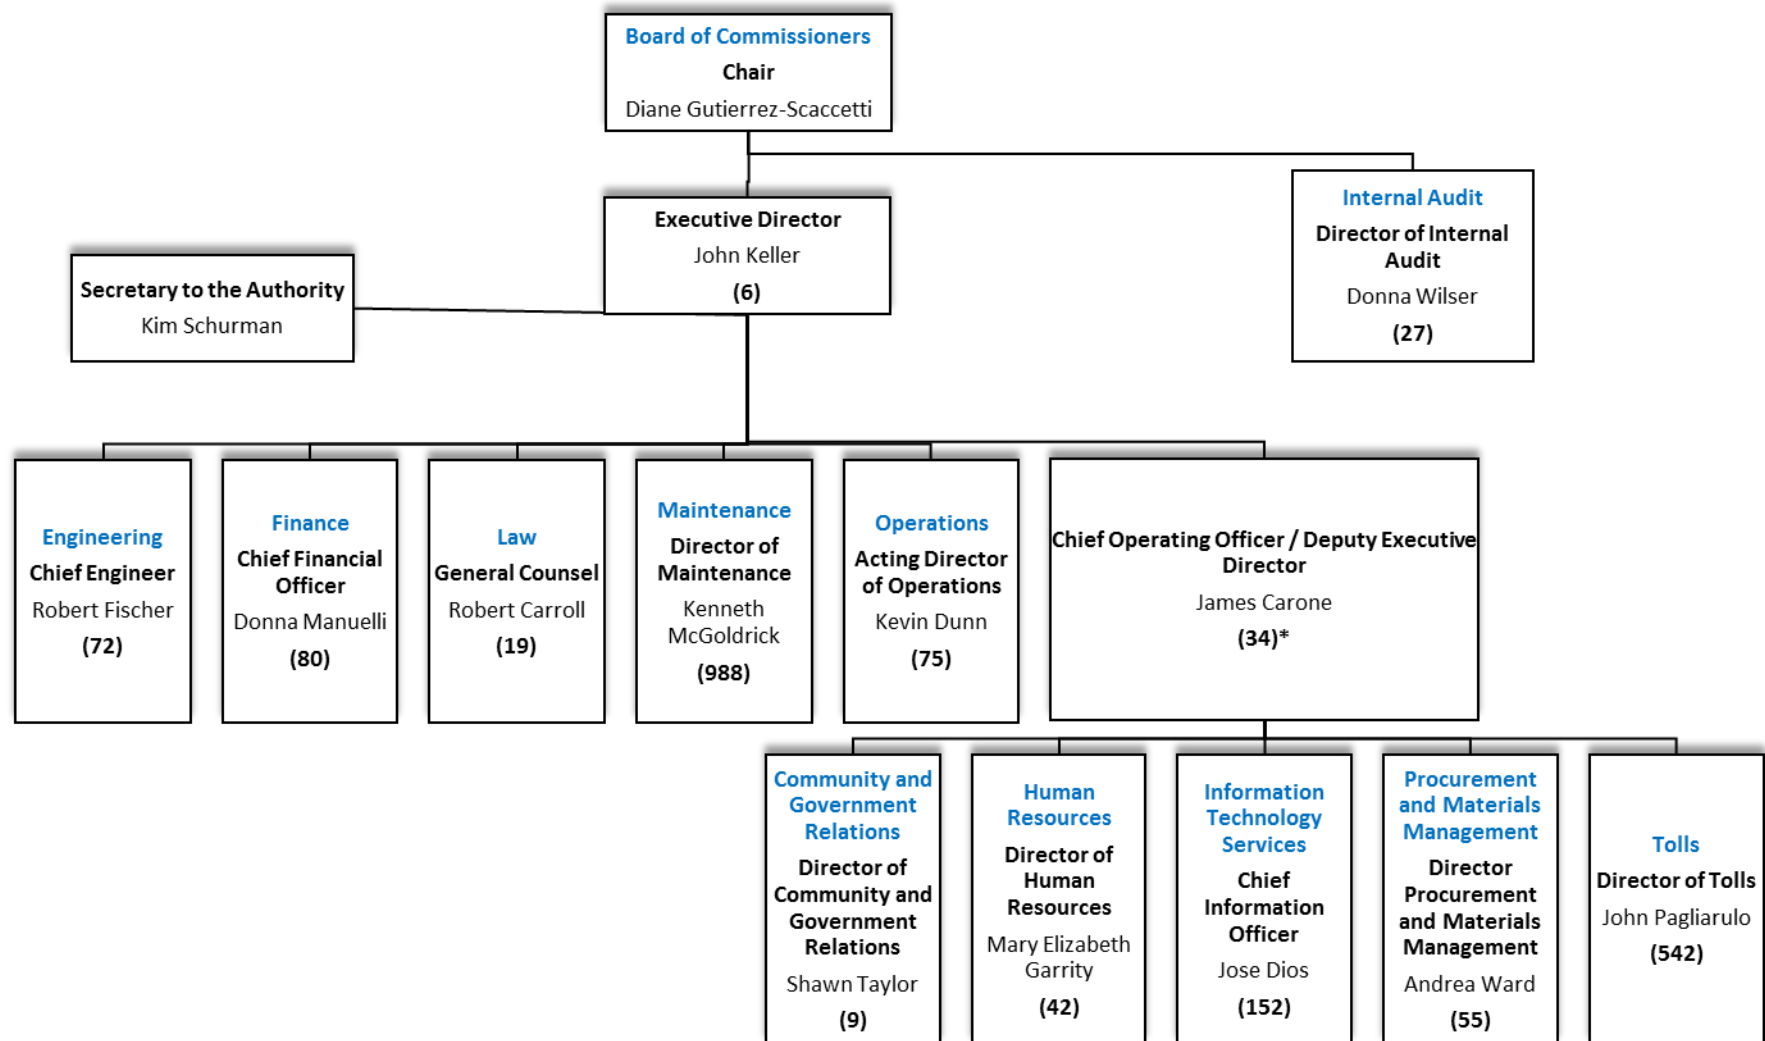 Board of Commissioners
Chair
Diane Gutierrez-Scaccetti
Executive Director
John Keller
(6)
Internal Audit
Director of Internal
Audit
Donna Wilser
(27)
Secretary to the Authority
Kim Schurman
Engineering
Chief Engineer
Robert Fischer
(72)
Finance
Chief Financial
Officer
Donna Manuelli
(80)
Law
General Counsel
Robert Carroll
(19)
Maintenance
Director of
Maintenance
Kenneth
McGoldrick
(988)
Operations
Acting Director
of Operations
Kevin Dunn
(75)
Chief Operating Officer / Deputy Executive
Director
James Carone
(34)*
Community and
Government
Relations
Director of
Community and
Government
Relations
Shawn Taylor
(9)
Human
Resources
Director of
Human
Resources
Mary Elizabeth
Garrity
(42)
Information
Technology
Services
Chief
Information
Officer
Jose Dios
(152)
Procurement
and Materials
Management
Director
Procurement
and Materials
Management
Andrea Ward
(55)
Tolls
Director of Tolls
John Pagliarulo
(542)